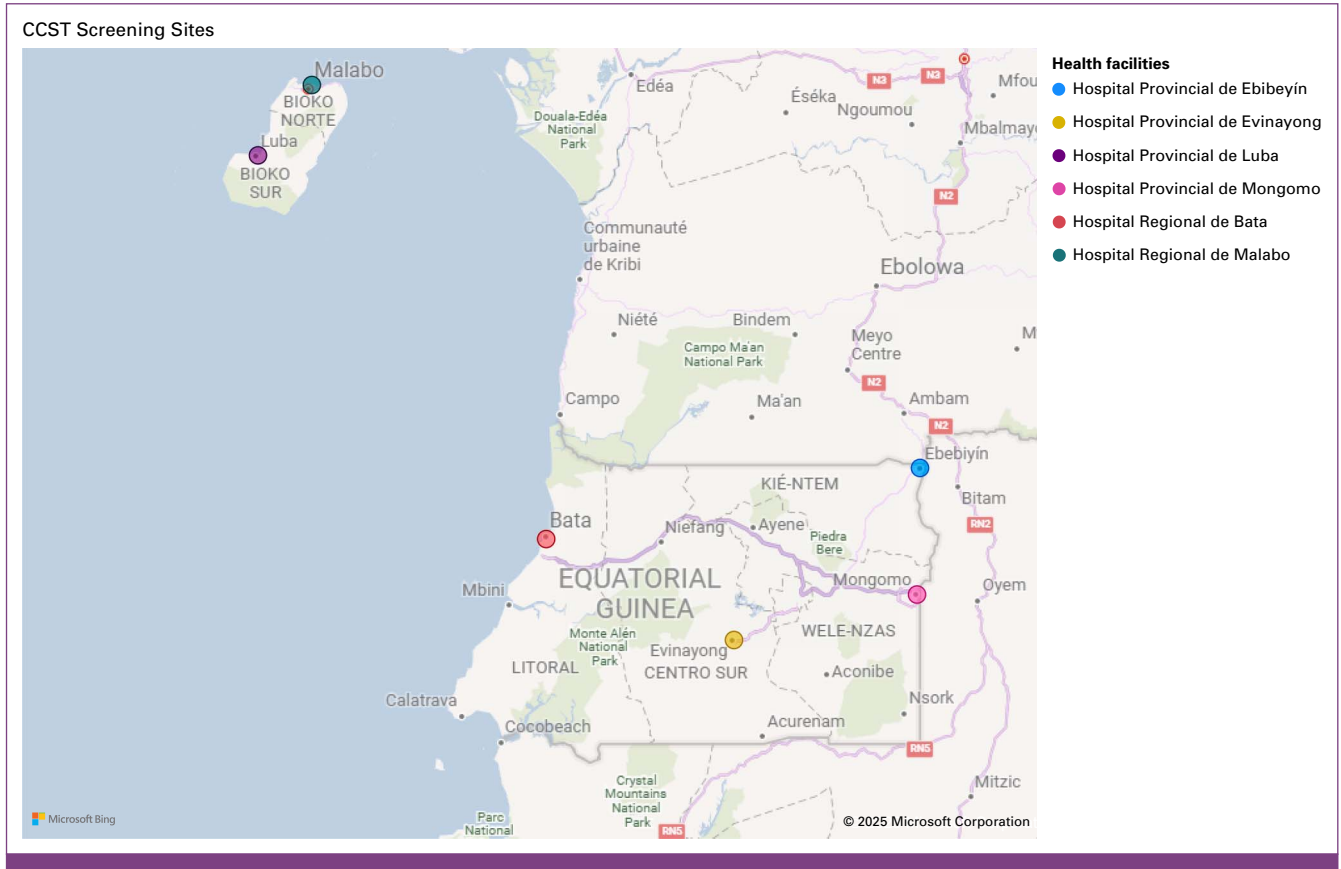 CCST Screening Sites
Malabo
BIOKO
NORTE
Luba
BIOKO
SUR
Edéa
Douala-Edéa
National
Park
N3
N3
Éséka
Ngoumou
Mbalmay
N2
Communauté
urbaine
de Kribi
Ebolowa
Niété
Bindem
Campo Ma'an
National Park
Meyo
Centre
M
N2
Campo
Ma'an
Ambam
N2
Ebebiyín
KIÉ-NTEM
Bitam
Bata
Niefang
Ayene
Piedra
Bere
RN2
EQUATORIAL
GUINEA
Mongomo
Oyem
Mbini
Monte Alén
National
Park
Evinayong
WELE-NZAS
LITORAL
CENTRO SUR
Aconibe
Calatrava
Nsork
Cocobeach
Acurenam
RN5
Crystal
Mountains
National
Park
Mitzic
Parc
National
RN5
Microsoft Bing
© 2025 Microsoft Corporation
Health facilities
Hospital Provincial de Ebibeyín
Hospital Provincial de Evinayong
Hospital Provincial de Luba
Hospital Provincial de Mongomo
Hospital Regional de Bata
Hospital Regional de Malabo